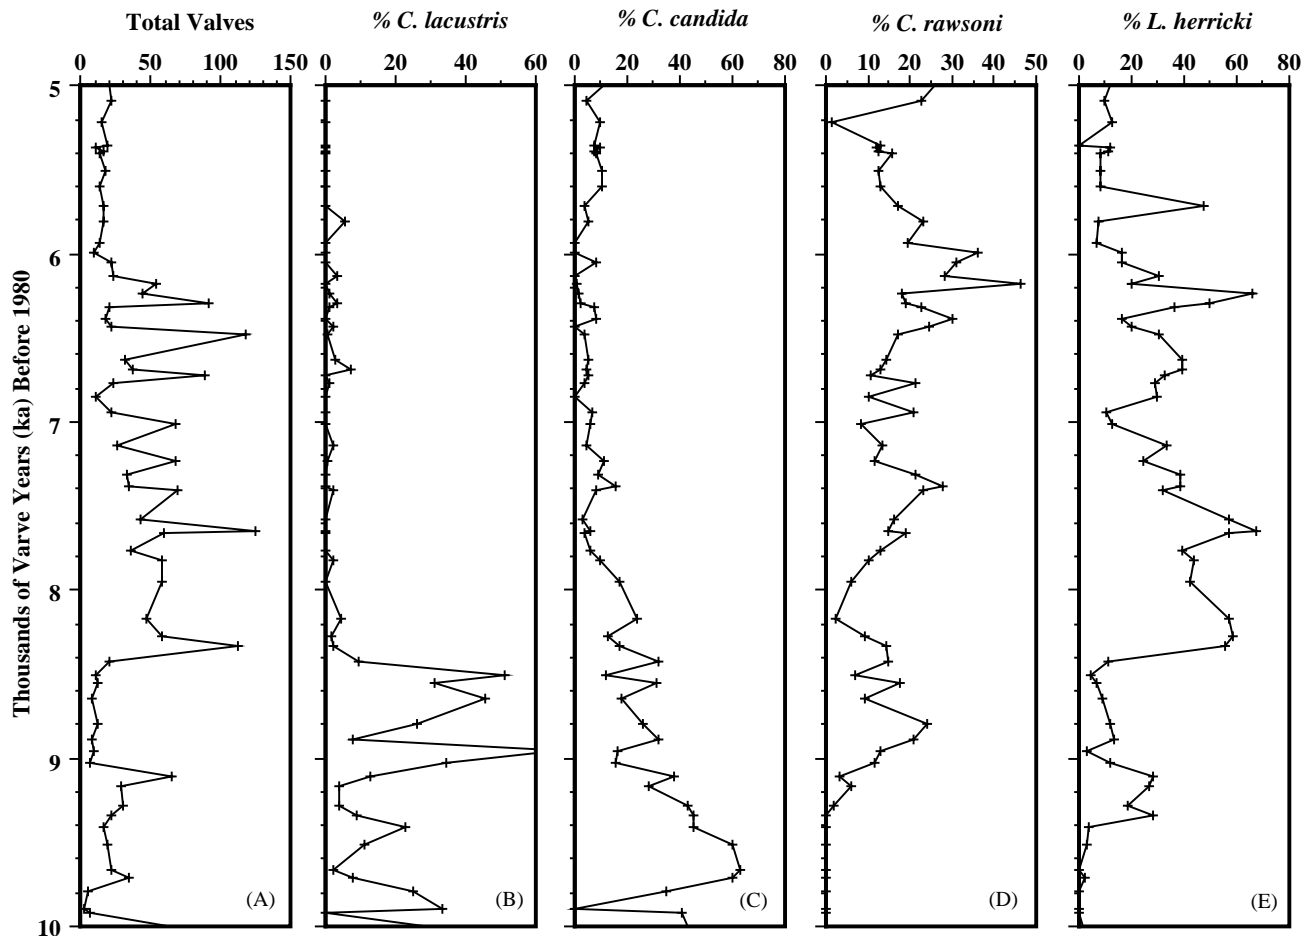 Total Valves
% C. lacustris
% C. candida
% C. rawsoni
% L. herricki
0 50 100 150
0 20 40 60
0 20 40 60 80
0 10 20 30 40 50
0 20 40 60 80
5
6
7
8
9
10
Thousands of Varve Years (ka) Before 1980
(A)
(B)
(C)
(D)
(E)